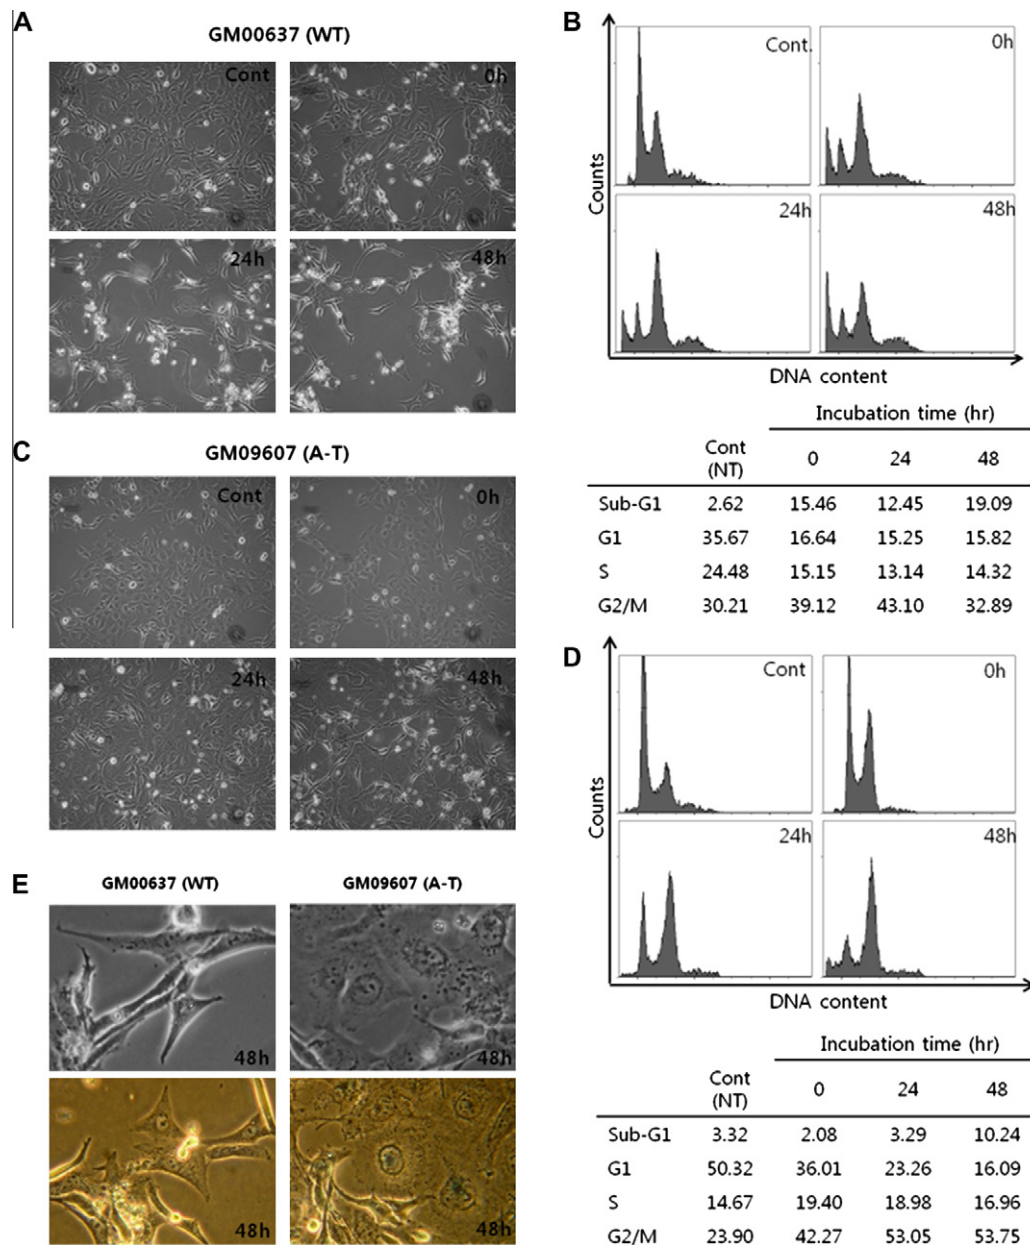 A
GM00637 (WT)
Cont
0h
24h
48h
B
Cont.
0h
24h
48h
Counts
DNA content
Incubation time (hr)
Cont (NT) 0 24 48
Sub-G1 2.62 15.46 12.45 19.09
G1 35.67 16.64 15.25 15.82
S 24.48 15.15 13.14 14.32
G2/M 30.21 39.12 43.10 32.89
C
GM09607 (A-T)
Cont
0h
24h
48h
D
Cont
0h
24h
48h
Counts
DNA content
Incubation time (hr)
Cont (NT) 0 24 48
Sub-G1 3.32 2.08 3.29 10.24
G1 50.32 36.01 23.26 16.09
S 14.67 19.40 18.98 16.96
G2/M 23.90 42.27 53.05 53.75
E
GM00637 (WT)
GM09607 (A-T)
48h
48h
48h
48h